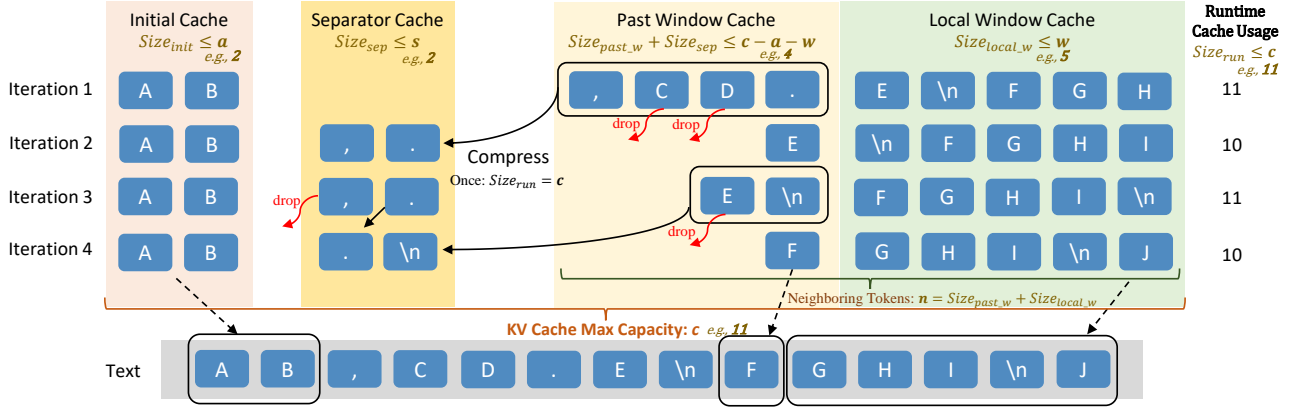 Initial Cache Separator Cache Past Window Cache Local Window Cache Runtime
Cache Usage
Size_init ≤ a Size_sep ≤ s Size_past_w + Size_sep ≤ c − a − w Size_local_w ≤ w Size_run ≤ c
e.g., 2 e.g., 2 e.g., 4 e.g., 5 e.g., 11
Iteration 1 A B , C D . E \n F G H 11
drop drop
Iteration 2 A B , . E \n F G H I 10
Compress
Once: Size_run = c
Iteration 3 A B , . E \n F G H I \n 11
drop
drop
Iteration 4 A B . \n F G H I \n J 10
Neighboring Tokens: n = Size_past_w + Size_local_w
KV Cache Max Capacity: c e.g., 11
Text A B , C D . E \n F G H I \n J